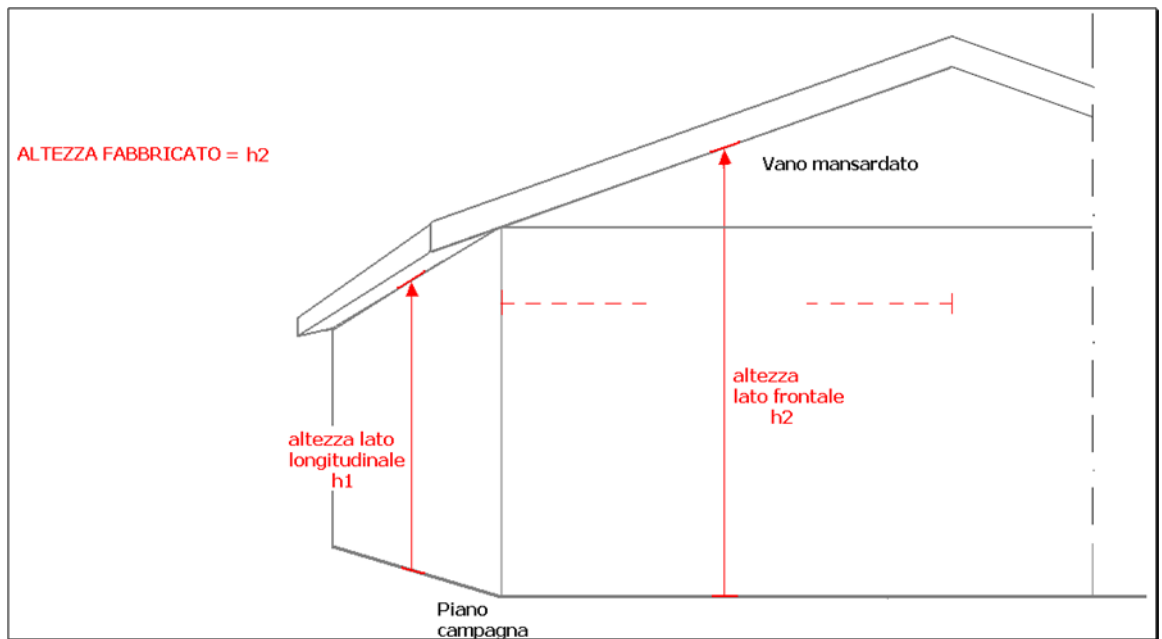 ALTEZZA FABBRICATO = h2
Vano mansardato
altezza
lato frontale
h2
altezza lato
longitudinale
h1
Piano
campagna